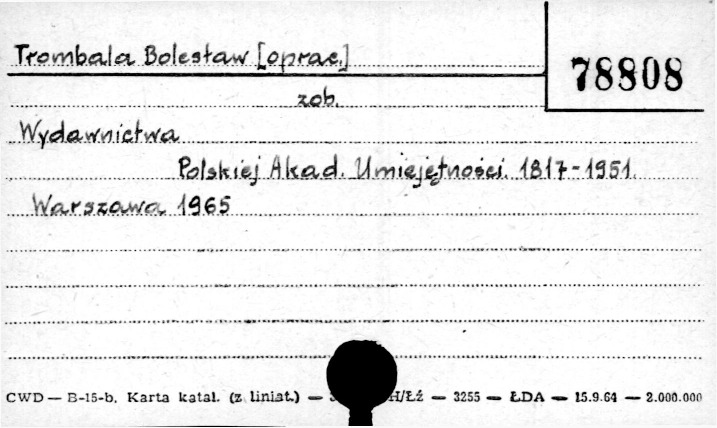 Trombala Bolesław [oprac.]
78808
zob.
Wydawnictwa
Polskiej Akad. Umiejętności. 1817-1951.
Warszawa 1965
CWD — B-15-b. Karta katal. (z liniat.) — H/Łź — 3255 — ŁDA — 15.9.64 — 2.000.000